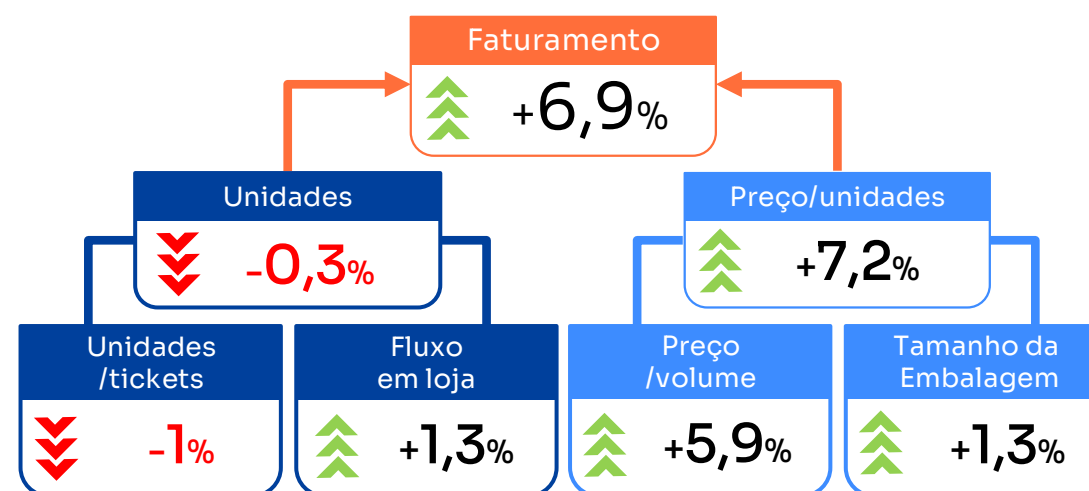 Faturamento
+6,9%
Unidades
-0,3%
Preço/unidades
+7,2%
Unidades
/tickets
-1%
Fluxo
em loja
+1,3%
Preço
/volume
+5,9%
Tamanho da
Embalagem
+1,3%